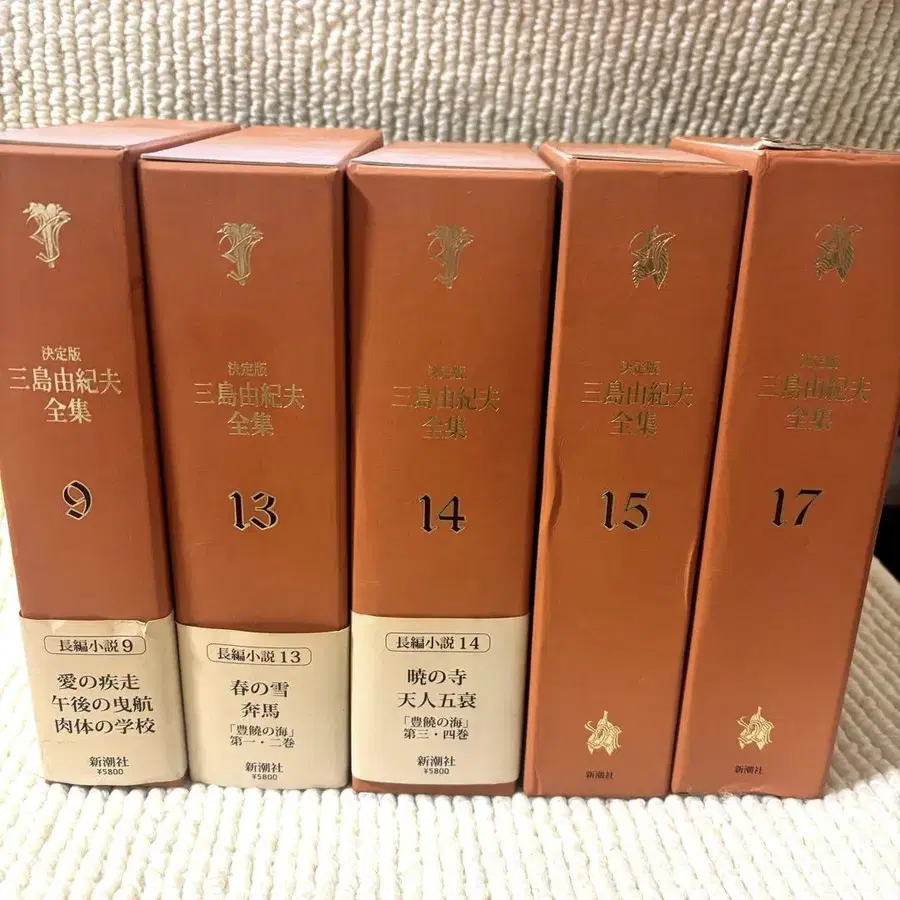 決定版
三島由紀夫
全集
9
長編小説 9
愛の疾走
午後の曳航
肉体の学校
新潮社
¥5800
決定版
三島由紀夫
全集
13
長編小説 13
春の雪
奔馬
「豊饒の海」
第一・二巻
新潮社
¥5800
決定版
三島由紀夫
全集
14
長編小説 14
暁の寺
天人五衰
「豊饒の海」
第三・四巻
新潮社
¥5800
決定版
三島由紀夫
全集
15
新潮社
決定版
三島由紀夫
全集
17
新潮社